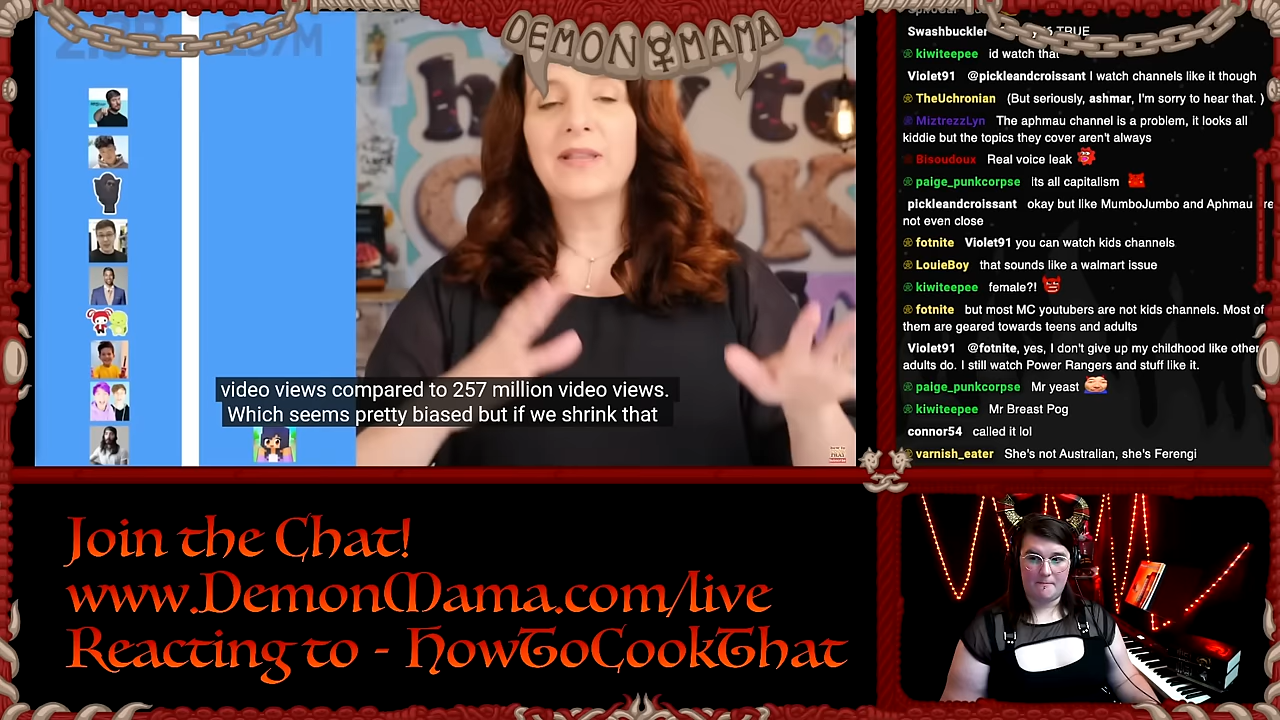 DEMON MAMA
video views compared to 257 million video views.
Which seems pretty biased but if we shrink that
Swashbuckler TRUE
kiwiteepee id watch that
Violet91 @pickleandcroissant I watch channels like it though
TheUchronian (But seriously, ashmar, I'm sorry to hear that. )
MiztrezzLyn The aphmau channel is a problem, it looks all
kiddie but the topics they cover aren't always
Bisoudoux Real voice leak
paige_punkcorpse its all capitalism
pickleandcroissant okay but like MumboJumbo and Aphmau re
not even close
fotnite Violet91 you can watch kids channels
LouieBoy that sounds like a walmart issue
kiwiteepee female?!
fotnite but most MC youtubers are not kids channels. Most of
them are geared towards teens and adults
Violet91 @fotnite, yes, I don't give up my childhood like other
adults do. I still watch Power Rangers and stuff like it.
paige_punkcorpse Mr yeast
kiwiteepee Mr Breast Pog
connor54 called it lol
varnish_eater She's not Australian, she's Ferengi
Join the Chat!
www.DemonMama.com/live
Reacting to - HowToCookThat